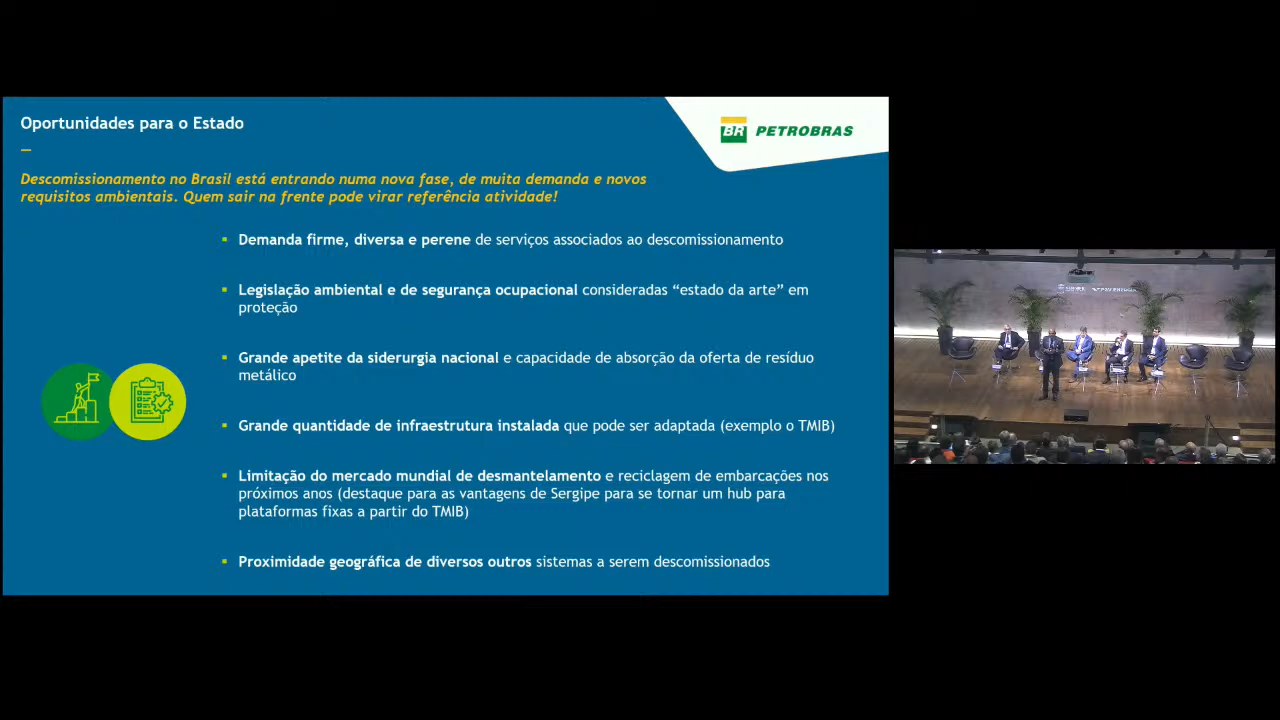 Oportunidades para o Estado
BR PETROBRAS
Descomissionamento no Brasil está entrando numa nova fase, de muita demanda e novos
requisitos ambientais. Quem sair na frente pode virar referência atividade!
▪ Demanda firme, diversa e perene de serviços associados ao descomissionamento
▪ Legislação ambiental e de segurança ocupacional consideradas “estado da arte” em
proteção
▪ Grande apetite da siderurgia nacional e capacidade de absorção da oferta de resíduo
metálico
▪ Grande quantidade de infraestrutura instalada que pode ser adaptada (exemplo o TMIB)
▪ Limitação do mercado mundial de desmantelamento e reciclagem de embarcações nos
próximos anos (destaque para as vantagens de Sergipe para se tornar um hub para
plataformas fixas a partir do TMIB)
▪ Proximidade geográfica de diversos outros sistemas a serem descomissionados